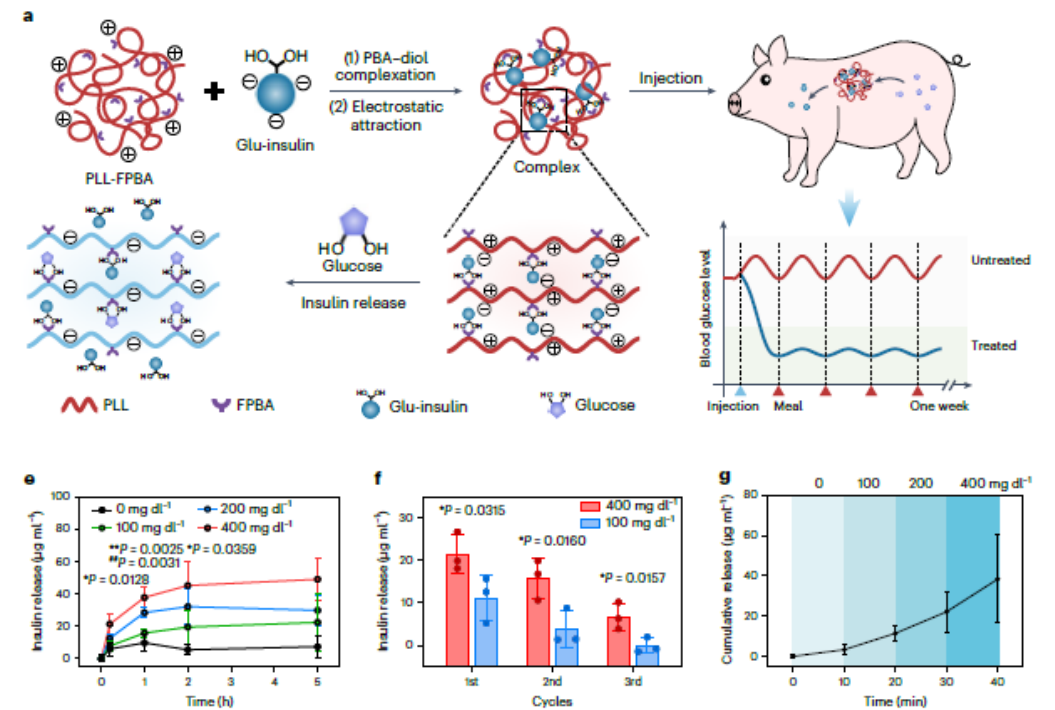 a
HO OH
(1) PBA–diol
complexation
(2) Electrostatic
attraction
Injection
Glu-insulin
PLL-FPBA
Complex
HO OH
Glucose
Insulin release
Blood glucose level
Untreated
Treated
Injection
Meal
One week
PLL
FPBA
Glu-insulin
Glucose
e
Insulin release (µg ml⁻¹)
100
80
60
40
20
0
0 mg dl⁻¹
200 mg dl⁻¹
100 mg dl⁻¹
400 mg dl⁻¹
**P = 0.0025 *P = 0.0359
##P = 0.0031
*P = 0.0128
0 1 2 3 4 5
Time (h)
f
Insulin release (µg ml⁻¹)
30
20
10
0
*P = 0.0315
400 mg dl⁻¹
100 mg dl⁻¹
*P = 0.0160
*P = 0.0157
1st 2nd 3rd
Cycles
g
0 100 200 400 mg dl⁻¹
Cumulative release (µg ml⁻¹)
80
60
40
20
0
0 10 20 30 40
Time (min)